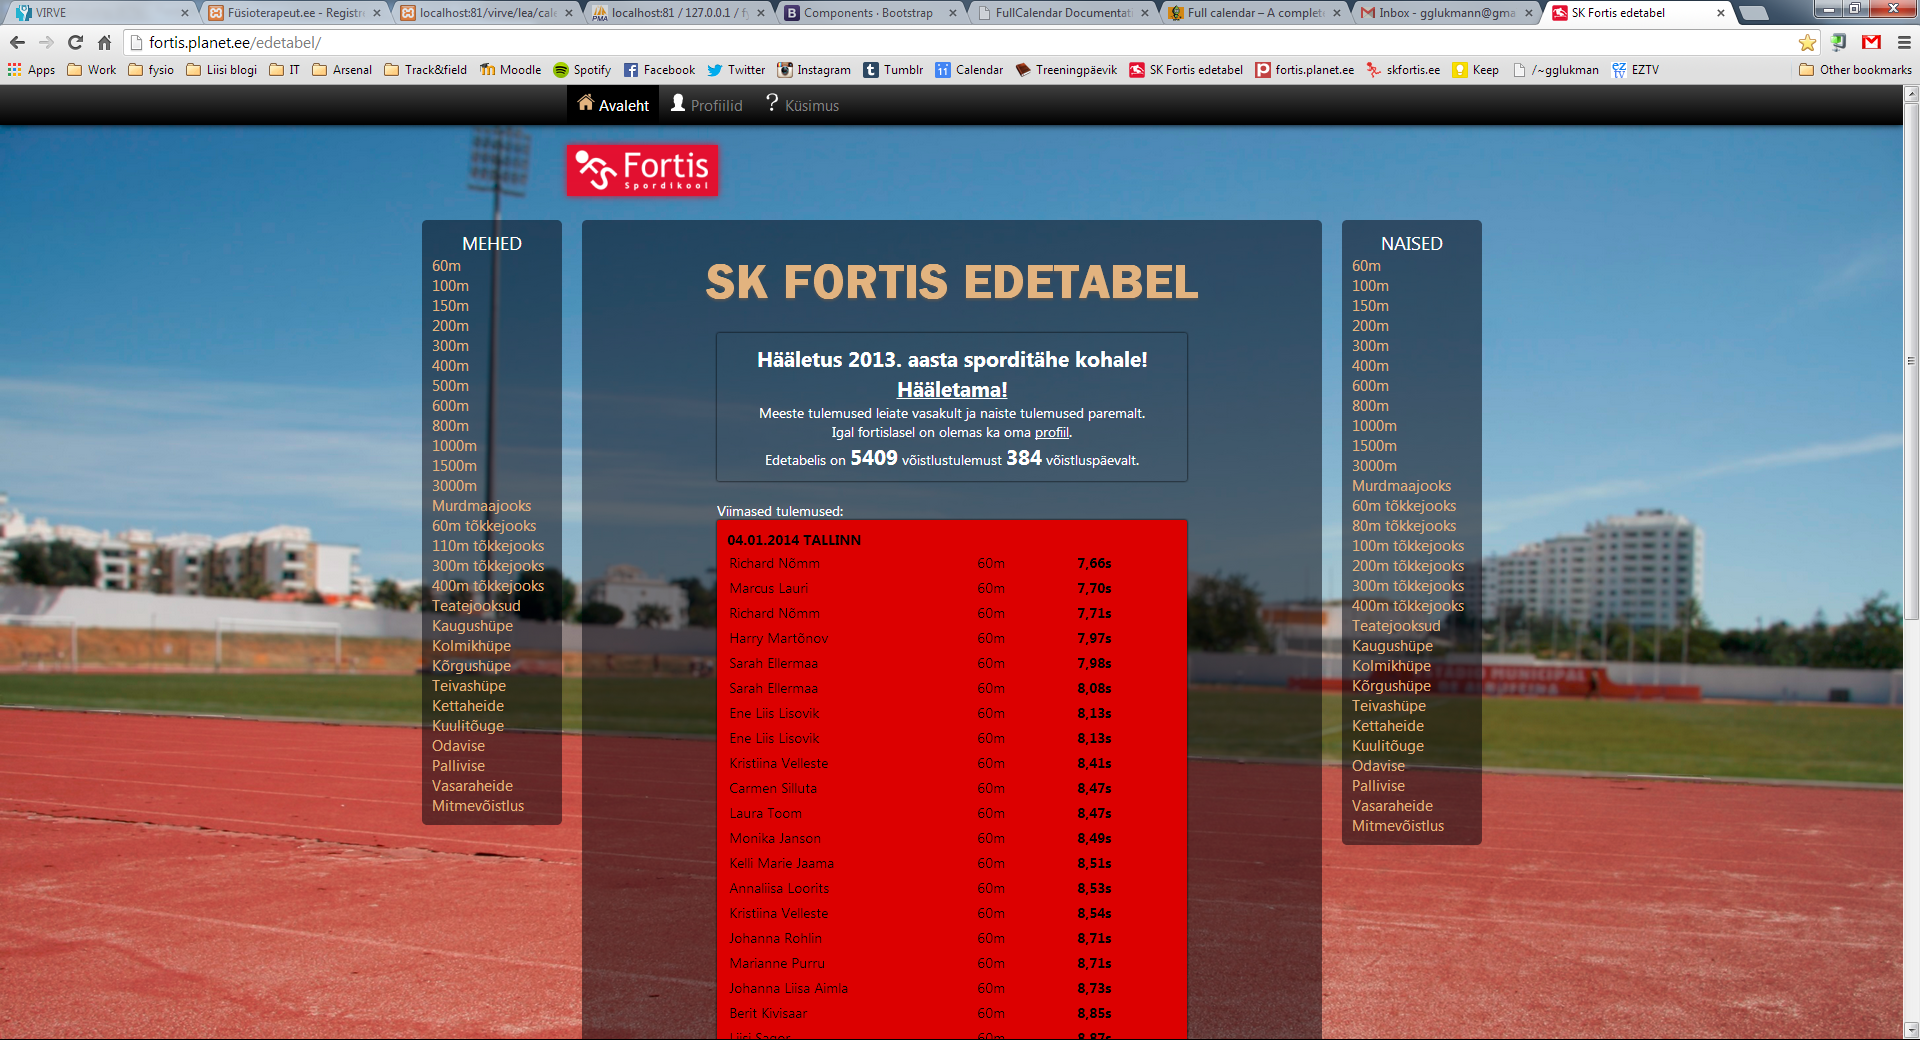 VIRVE
Füsioterapeut.ee - Registre
localhost:81/virve/lea/cale
localhost:81 / 127.0.0.1 / fy
Components · Bootstrap
FullCalendar Documentati
Full calendar – A complete
Inbox - gglukmann@gma
SK Fortis edetabel
fortis.planet.ee/edetabel/
Apps Work fysio Liisi blogi IT Arsenal Track&field Moodle Spotify Facebook Twitter Instagram Tumblr Calendar Treeningpäevik SK Fortis edetabel fortis.planet.ee skfortis.ee Keep /~gglukman EZTV Other bookmarks
Avaleht Profiilid Küsimus
Fortis
Spordikool
MEHED
60m
100m
150m
200m
300m
400m
500m
600m
800m
1000m
1500m
3000m
Murdmaajooks
60m tõkkejooks
110m tõkkejooks
300m tõkkejooks
400m tõkkejooks
Teatejooksud
Kaugushüpe
Kolmikhüpe
Kõrgushüpe
Teivashüpe
Kettaheide
Kuulitõuge
Odavise
Pallivise
Vasaraheide
Mitmevõistlus
SK FORTIS EDETABEL
Hääletus 2013. aasta sporditähe kohale!
Hääletama!
Meeste tulemused leiate vasakult ja naiste tulemused paremalt.
Igal fortislasel on olemas ka oma profiil.
Edetabelis on 5409 võistlustulemust 384 võistluspäevalt.
Viimased tulemused:
04.01.2014 TALLINN
Richard Nõmm 60m 7,66s
Marcus Laun 60m 7,70s
Richard Nõmm 60m 7,71s
Harry Martõnov 60m 7,97s
Sarah Ellermaa 60m 7,98s
Sarah Ellermaa 60m 8,08s
Ene Liis Lisovik 60m 8,13s
Ene Liis Lisovik 60m 8,13s
Kristiina Velleste 60m 8,41s
Carmen Silluta 60m 8,47s
Laura Toom 60m 8,47s
Monika Janson 60m 8,49s
Kelli Marie Jaama 60m 8,51s
Annaliisa Loorits 60m 8,53s
Kristiina Velleste 60m 8,54s
Johanna Rohlin 60m 8,71s
Marianne Purru 60m 8,71s
Johanna Liisa Aimla 60m 8,73s
Berit Kivisaar 60m 8,85s
60m 8,87s
NAISED
60m
100m
150m
200m
300m
400m
600m
800m
1000m
1500m
3000m
Murdmaajooks
60m tõkkejooks
80m tõkkejooks
100m tõkkejooks
200m tõkkejooks
300m tõkkejooks
400m tõkkejooks
Teatejooksud
Kaugushüpe
Kolmikhüpe
Kõrgushüpe
Teivashüpe
Kettaheide
Kuulitõuge
Odavise
Pallivise
Vasaraheide
Mitmevõistlus